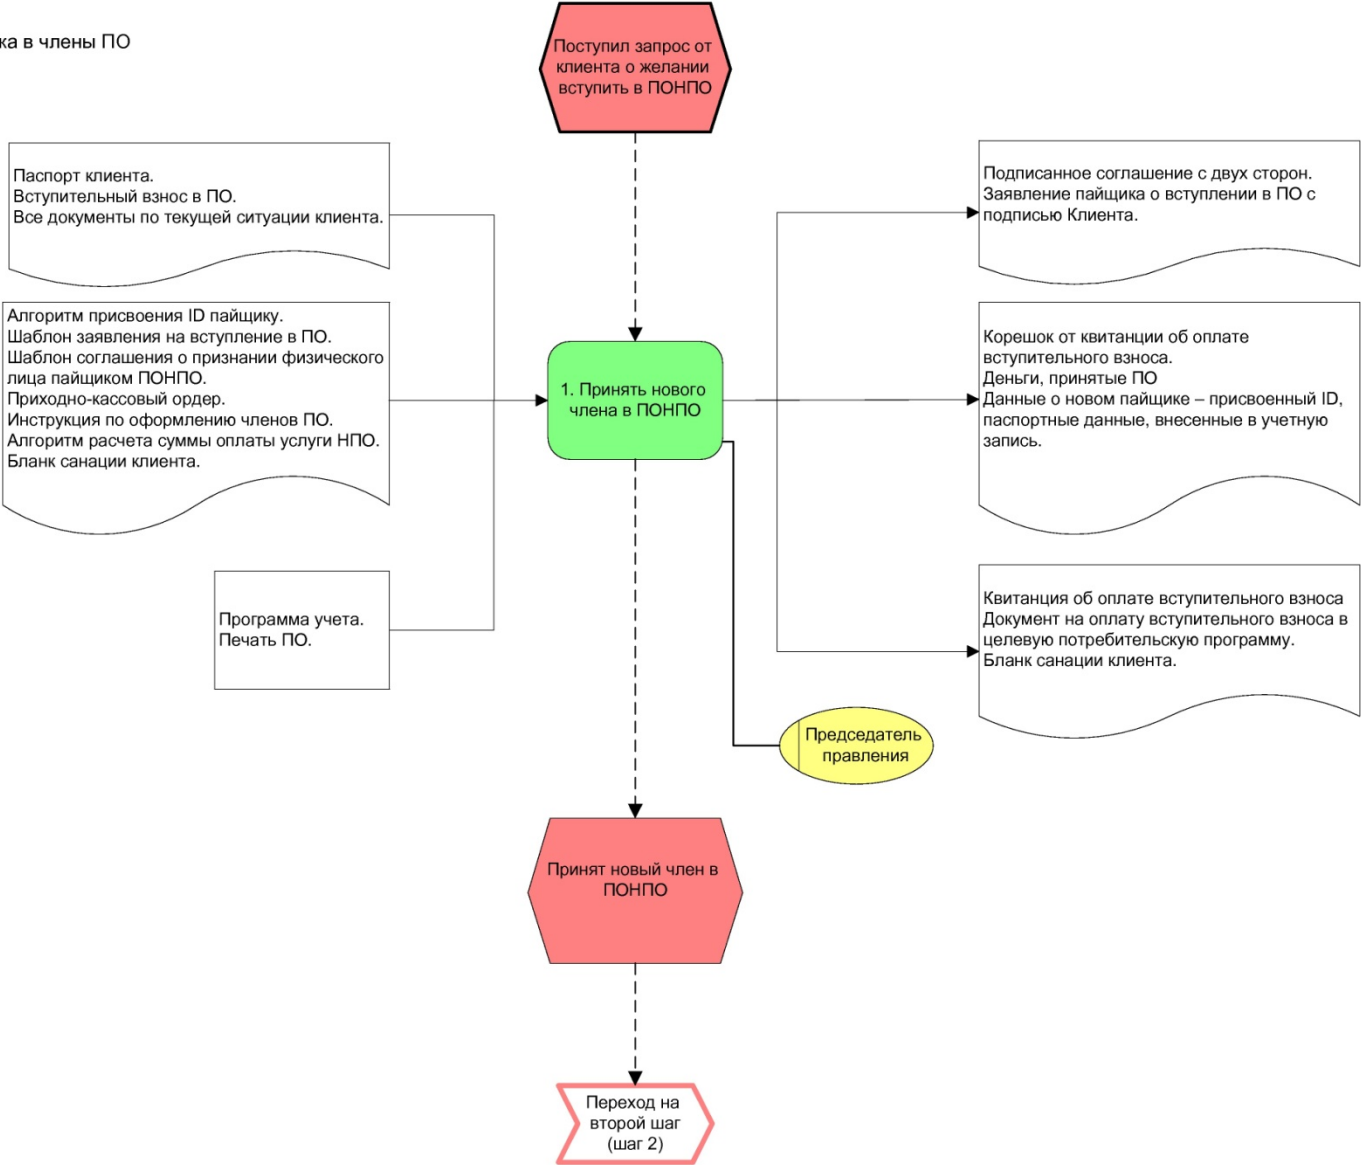 ка в члены ПО
Поступил запрос от
клиента о желании
вступить в ПОНПО
Паспорт клиента.
Вступительный взнос в ПО.
Все документы по текущей ситуации клиента.
Подписанное соглашение с двух сторон.
Заявление пайщика о вступлении в ПО с
подписью Клиента.
Алгоритм присвоения ID пайщику.
Шаблон заявления на вступление в ПО.
Шаблон соглашения о признании физического
лица пайщиком ПОНПО.
Приходно-кассовый ордер.
Инструкция по оформлению членов ПО.
Алгоритм расчета суммы оплаты услуги НПО.
Бланк санации клиента.
1. Принять нового
члена в ПОНПО
Корешок от квитанции об оплате
вступительного взноса.
Деньги, принятые ПО
Данные о новом пайщике – присвоенный ID,
паспортные данные, внесенные в учетную
запись.
Программа учета.
Печать ПО.
Квитанция об оплате вступительного взноса
Документ на оплату вступительного взноса в
целевую потребительскую программу.
Бланк санации клиента.
Председатель
правления
Принят новый член в
ПОНПО
Переход на
второй шаг
(шаг 2)